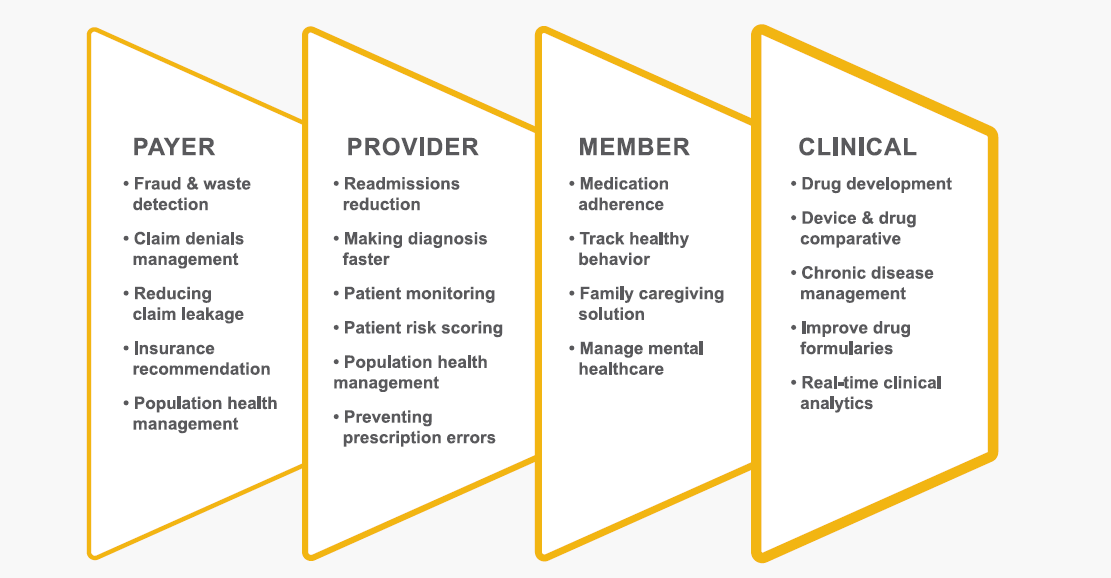 PAYER
• Fraud & waste
detection
• Claim denials
management
• Reducing
claim leakage
• Insurance
recommendation
• Population health
management
PROVIDER
• Readmissions
reduction
• Making diagnosis
faster
• Patient monitoring
• Patient risk scoring
• Population health
management
• Preventing
prescription errors
MEMBER
• Medication
adherence
• Track healthy
behavior
• Family caregiving
solution
• Manage mental
healthcare
CLINICAL
• Drug development
• Device & drug
comparative
• Chronic disease
management
• Improve drug
formularies
• Real-time clinical
analytics